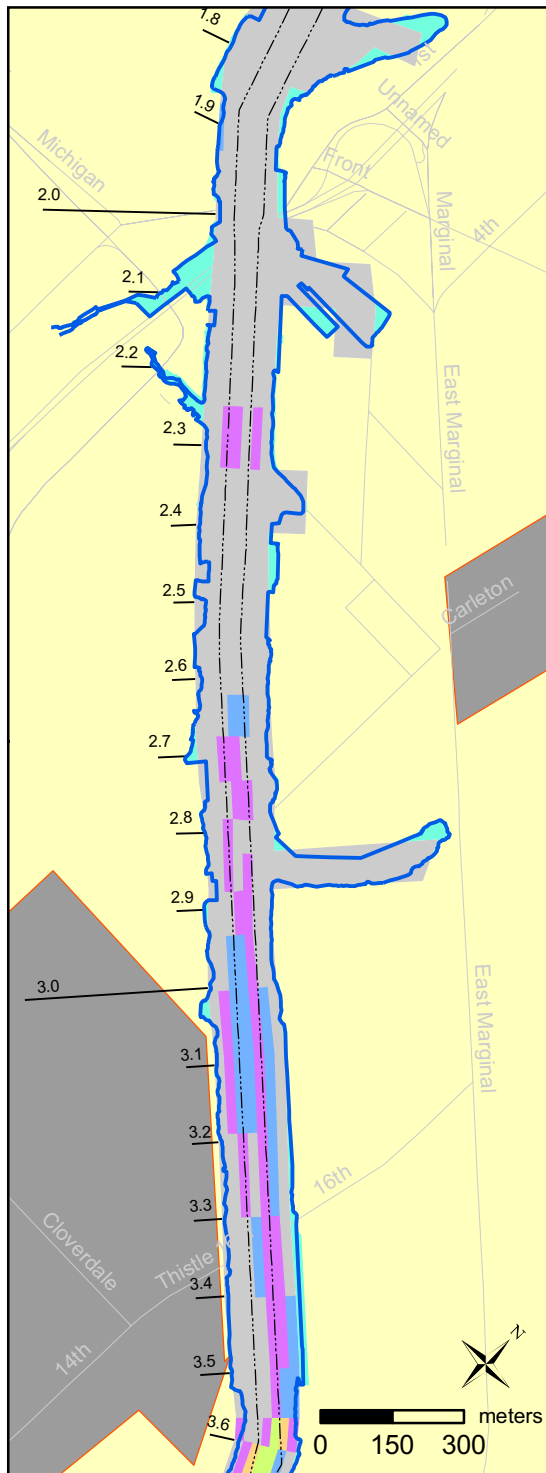 1.8
1st
1.9
Unnamed
Michigan
Front
2.0
Marginal
4th
2.1
2.2
East Marginal
2.3
2.4
Carleton
2.5
2.6
2.7
2.8
2.9
3.0
East Marginal
3.1
3.2
16th
3.3
Cloverdale
Thistle
3.4
14th
N
3.5
3.6
meters
0 150 300